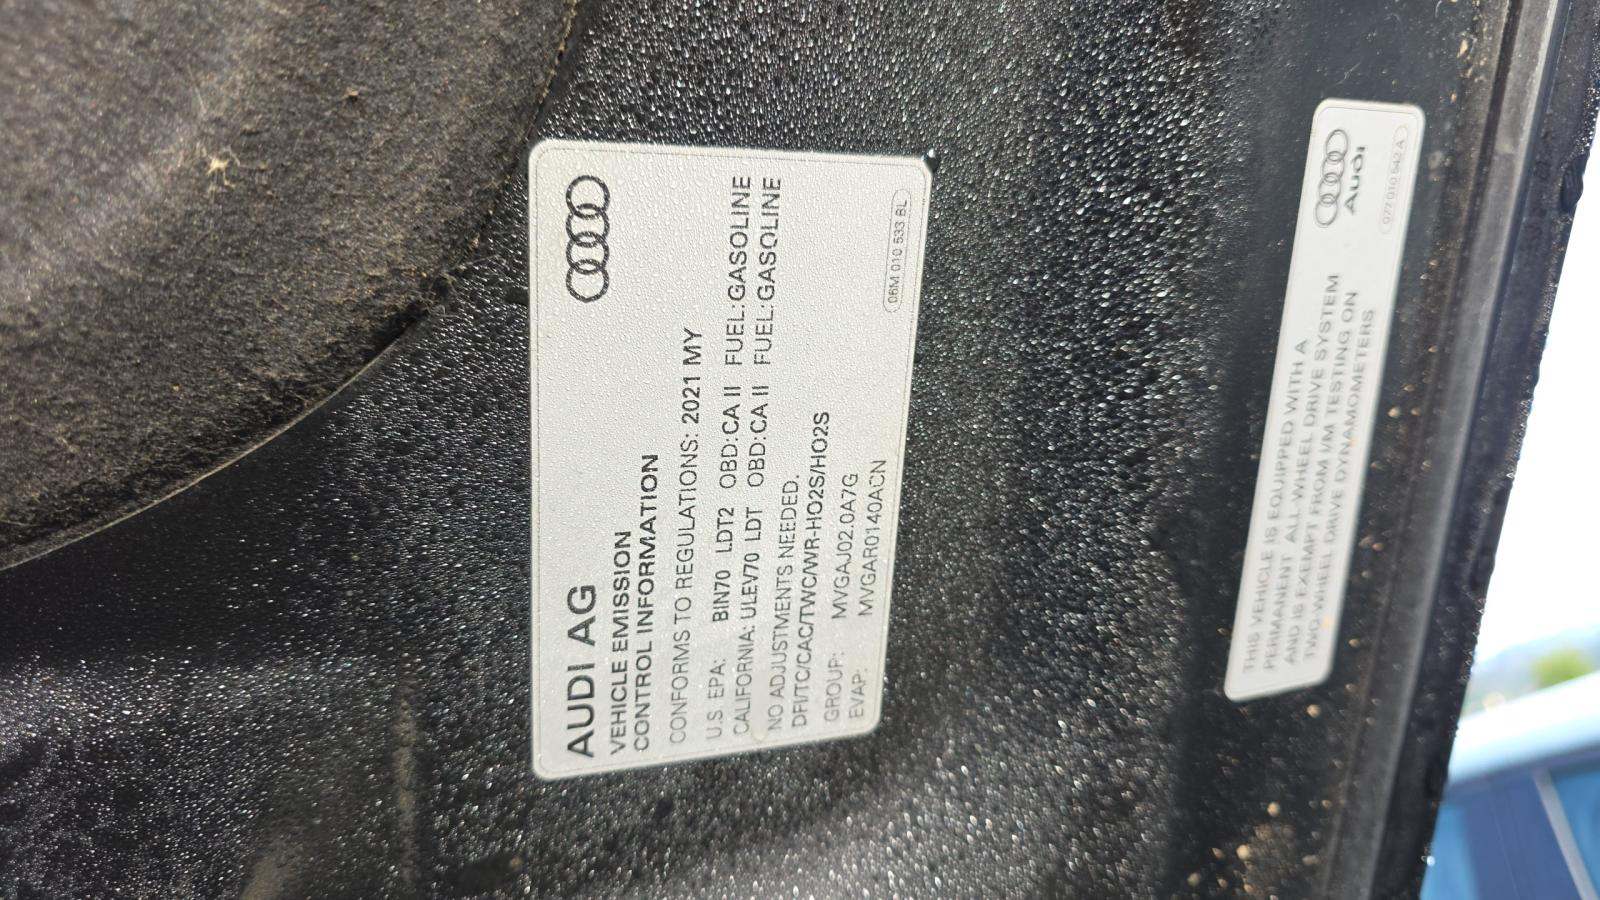 AUDI AG
VEHICLE EMISSION
CONTROL INFORMATION
CONFORMS TO REGULATIONS: 2021 MY
U.S. EPA: BIN70 LDT2 OBD:CA II FUEL:GASOLINE
CALIFORNIA: ULEV70 LDT OBD:CA II FUEL:GASOLINE
NO ADJUSTMENTS NEEDED.
DFI/TC/CAC/TWC/WR-HO2S/HO2S
GROUP: MVGAJ02.0A7G
EVAP: MVGAR0140ACN
06M 010 533 BL
THIS VEHICLE IS EQUIPPED WITH A
PERMANENT ALL-WHEEL DRIVE SYSTEM
AND IS EXEMPT FROM I/M TESTING ON
TWO-WHEEL DRIVE DYNAMOMETERS
Audi